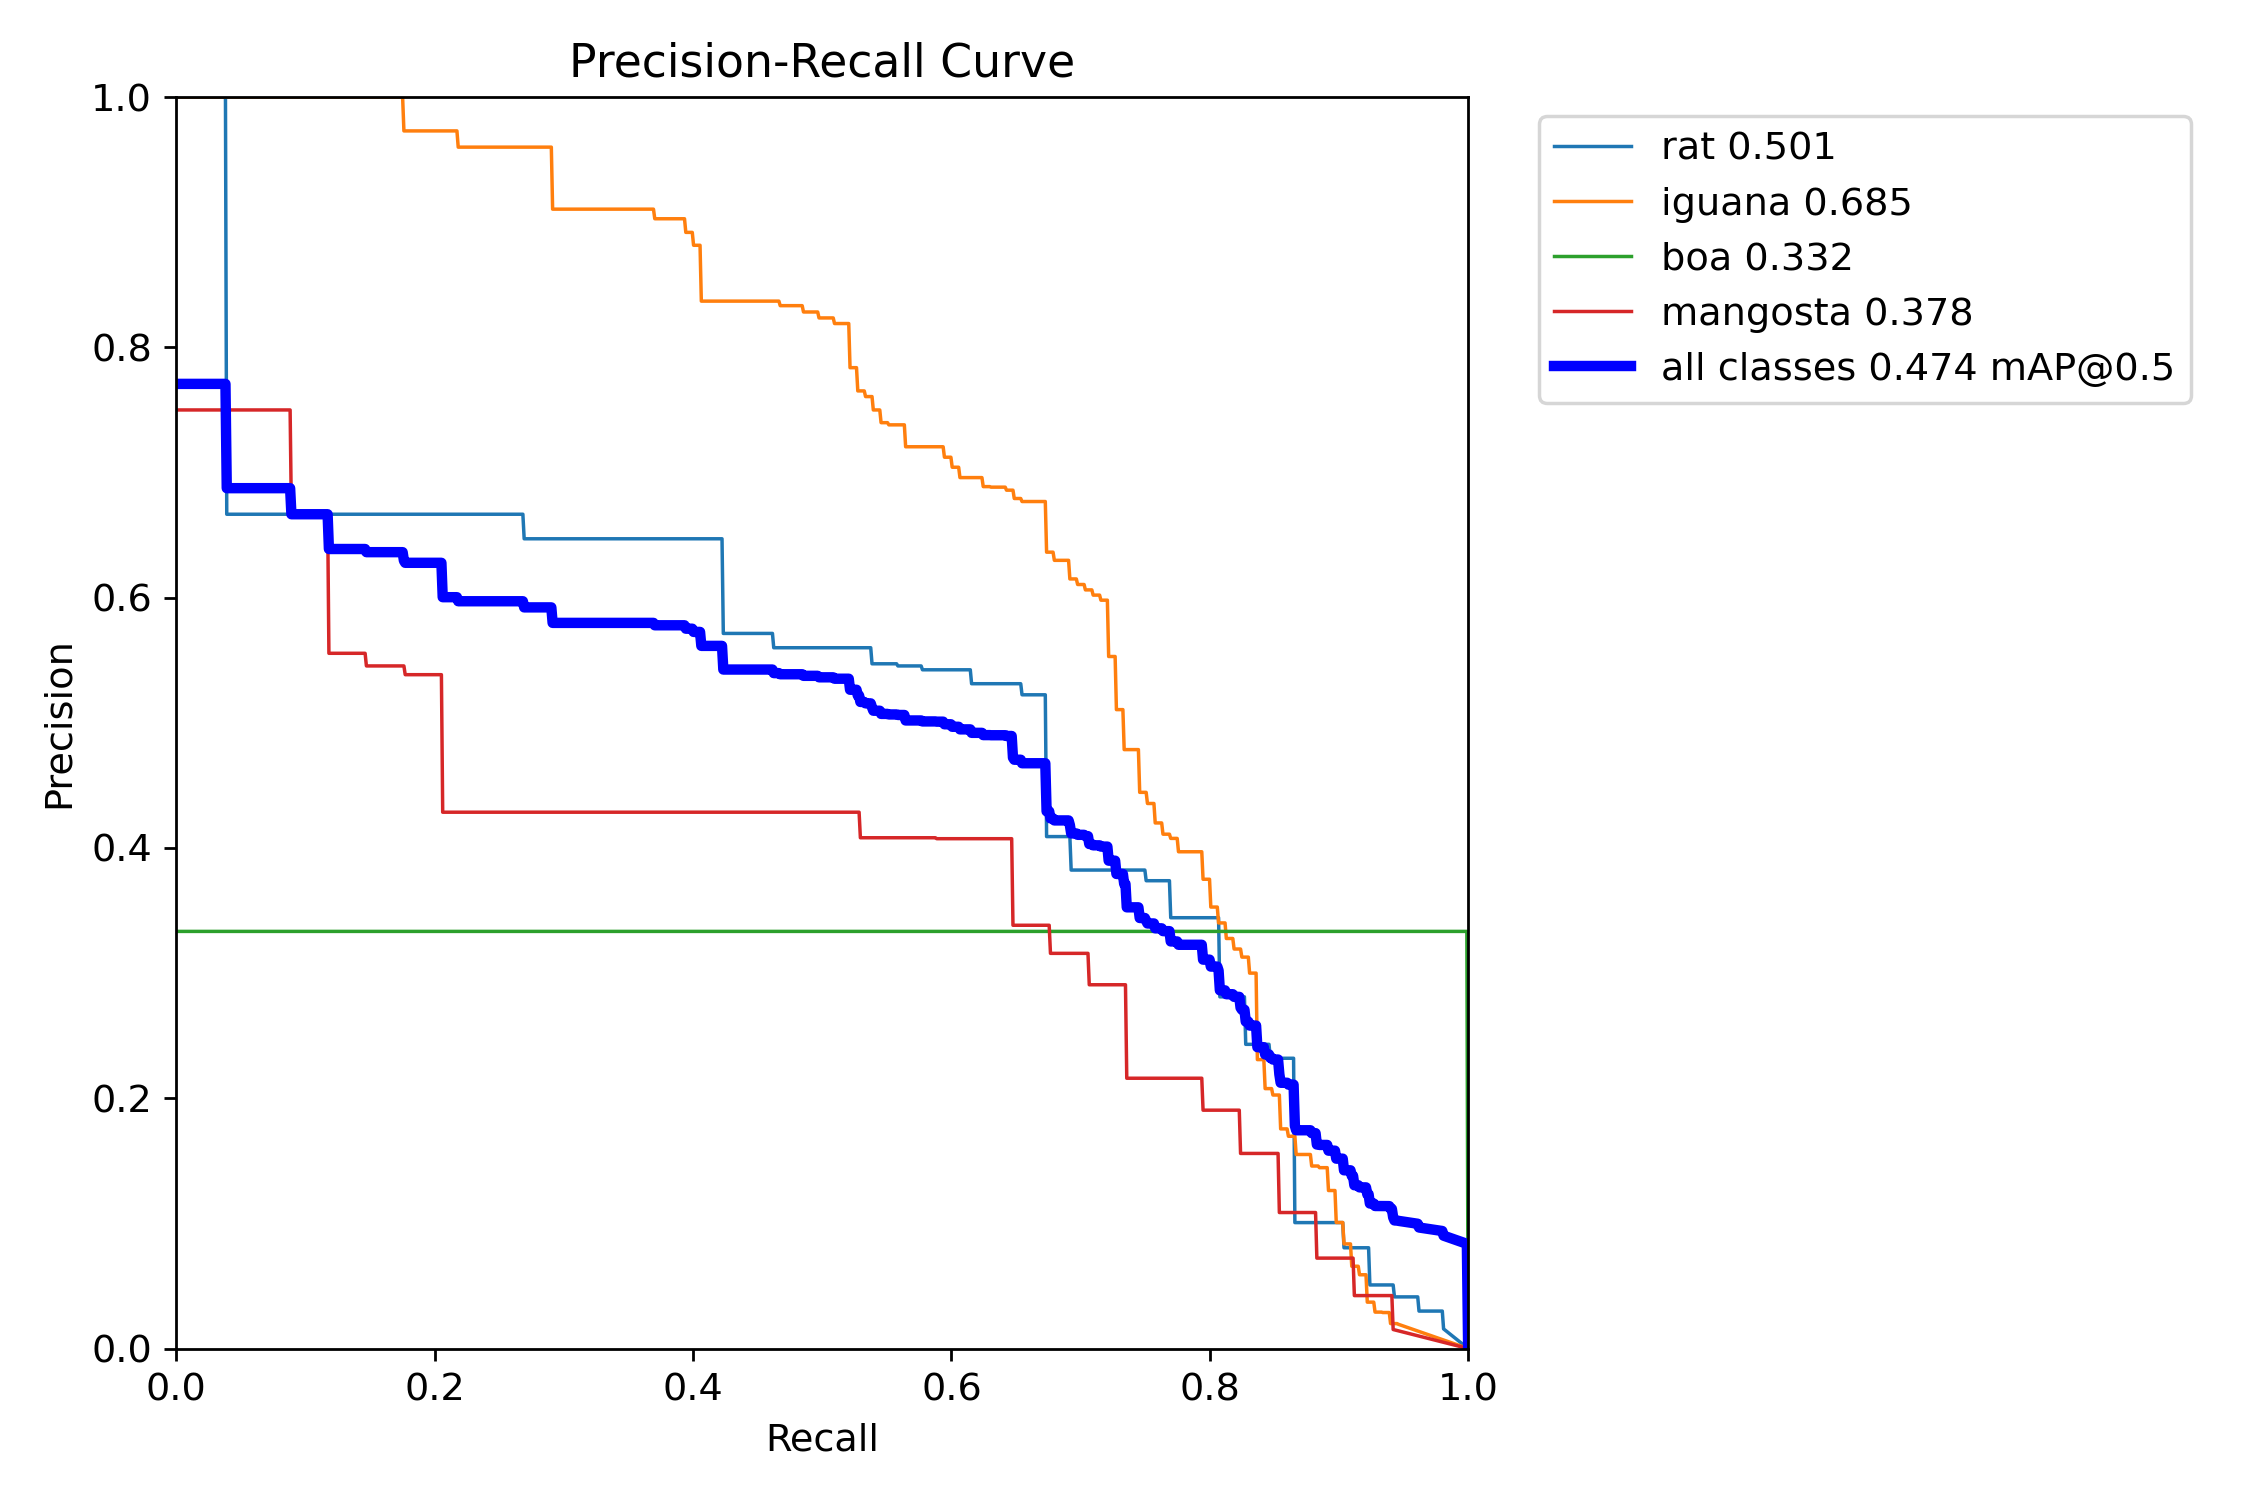 Precision-Recall Curve
1.0
0.8
0.6
0.4
0.2
0.0
Precision
0.0 0.2 0.4 0.6 0.8 1.0
Recall
rat 0.501
iguana 0.685
boa 0.332
mangosta 0.378
all classes 0.474 mAP@0.5